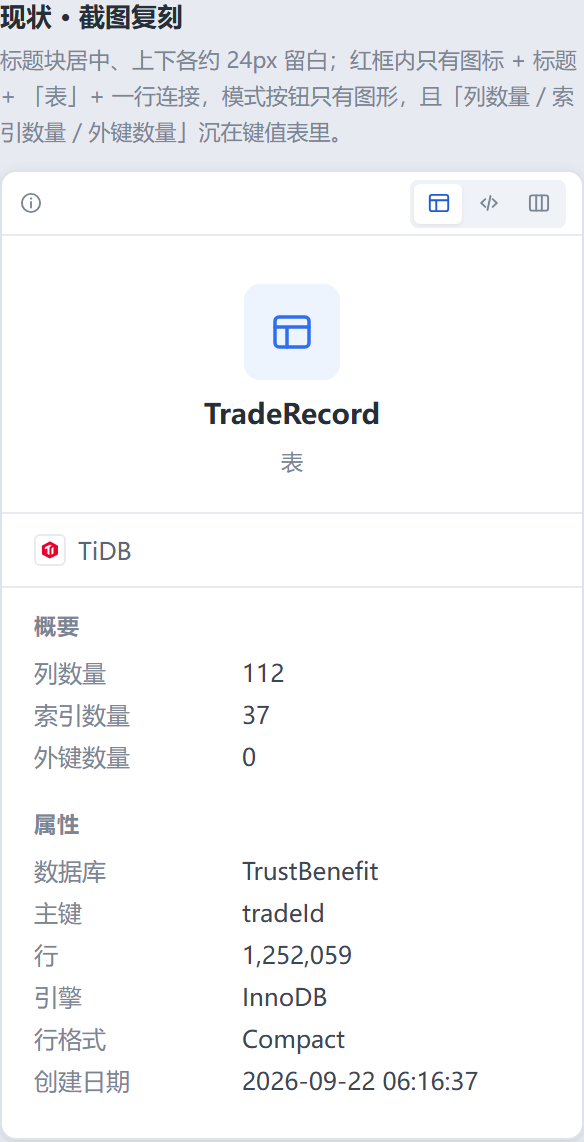 现状 • 截图复刻
标题块居中、上下各约 24px 留白；红框内只有图标 + 标题
+ 「表」+ 一行连接，模式按钮只有图形，且「列数量 / 索
引数量 / 外键数量」沉在键值表里。
TradeRecord
表
TiDB
概要
列数量 112
索引数量 37
外键数量 0
属性
数据库 TrustBenefit
主键 tradeId
行 1,252,059
引擎 InnoDB
行格式 Compact
创建日期 2026-09-22 06:16:37